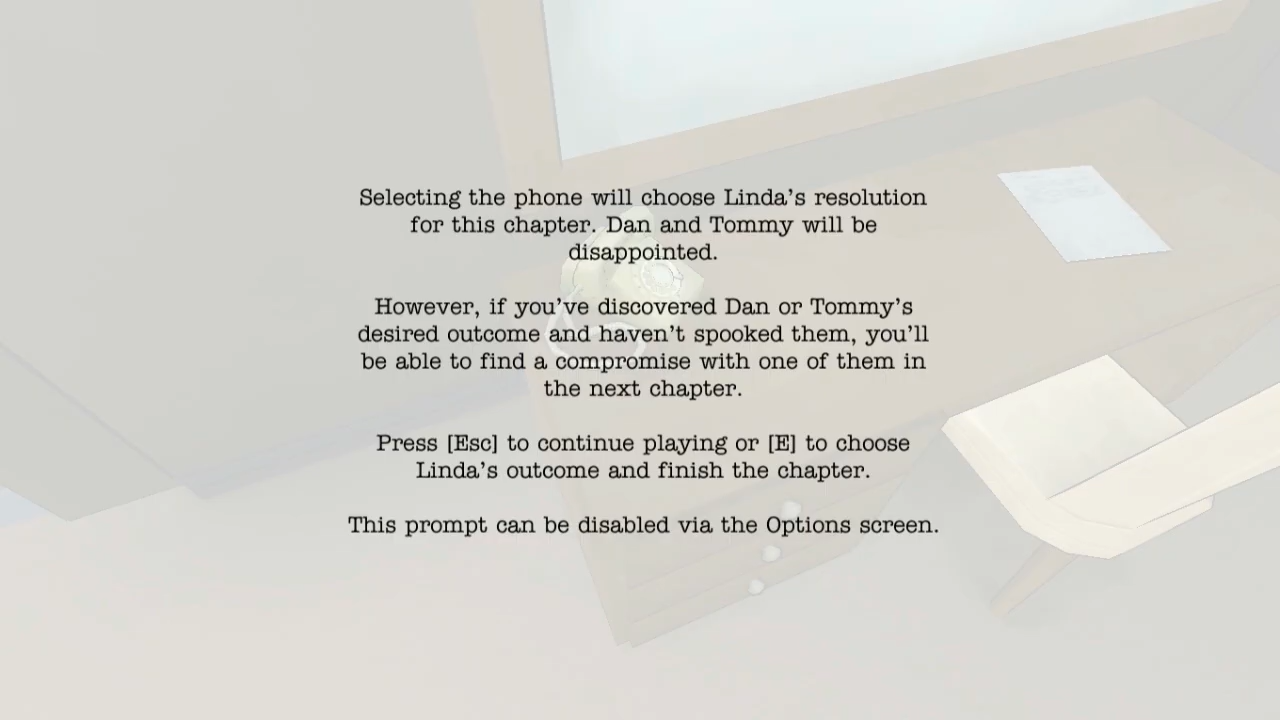 Selecting the phone will choose Linda's resolution
for this chapter. Dan and Tommy will be
disappointed.
However, if you've discovered Dan or Tommy's
desired outcome and haven't spooked them, you'll
be able to find a compromise with one of them in
the next chapter.
Press [Esc] to continue playing or [E] to choose
Linda's outcome and finish the chapter.
This prompt can be disabled via the Options screen.